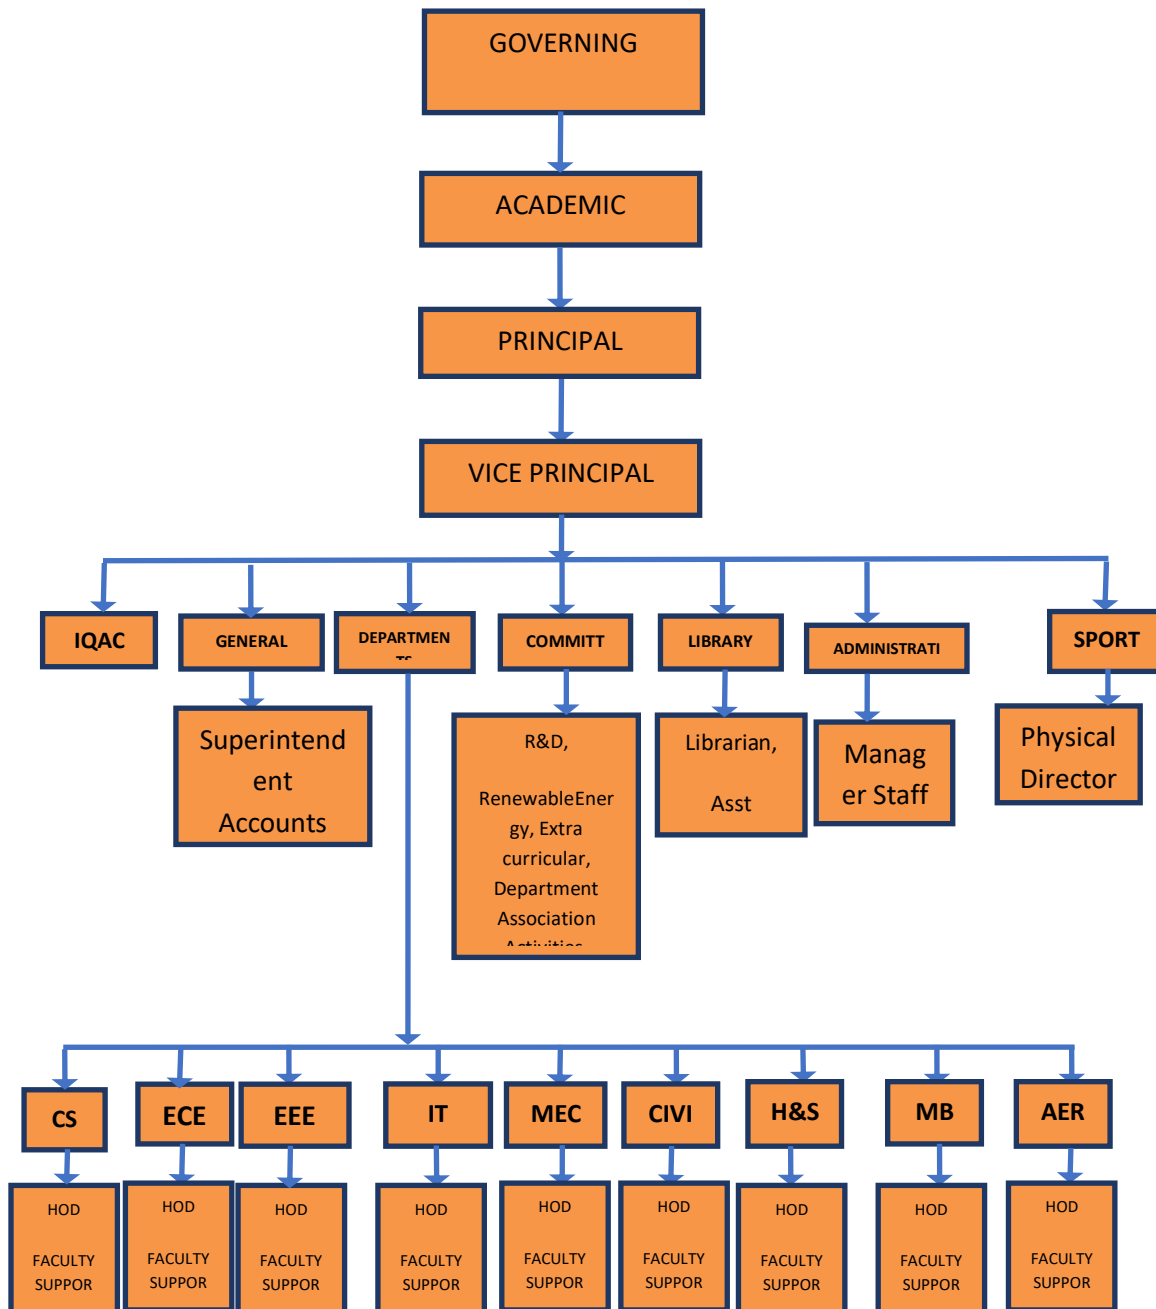 GOVERNING
ACADEMIC
PRINCIPAL
VICE PRINCIPAL
IQAC
GENERAL
DEPARTMEN
TS
COMMITT
LIBRARY
ADMINISTRATI
SPORT
Superintend
ent
Accounts
R&D,
RenewableEner
gy, Extra
curricular,
Department
Association
Activities
Librarian,
Asst
Manag
er Staff
Physical
Director
CS
ECE
EEE
IT
MEC
CIVI
H&S
MB
AER
HOD
FACULTY
SUPPOR
HOD
FACULTY
SUPPOR
HOD
FACULTY
SUPPOR
HOD
FACULTY
SUPPOR
HOD
FACULTY
SUPPOR
HOD
FACULTY
SUPPOR
HOD
FACULTY
SUPPOR
HOD
FACULTY
SUPPOR
HOD
FACULTY
SUPPOR